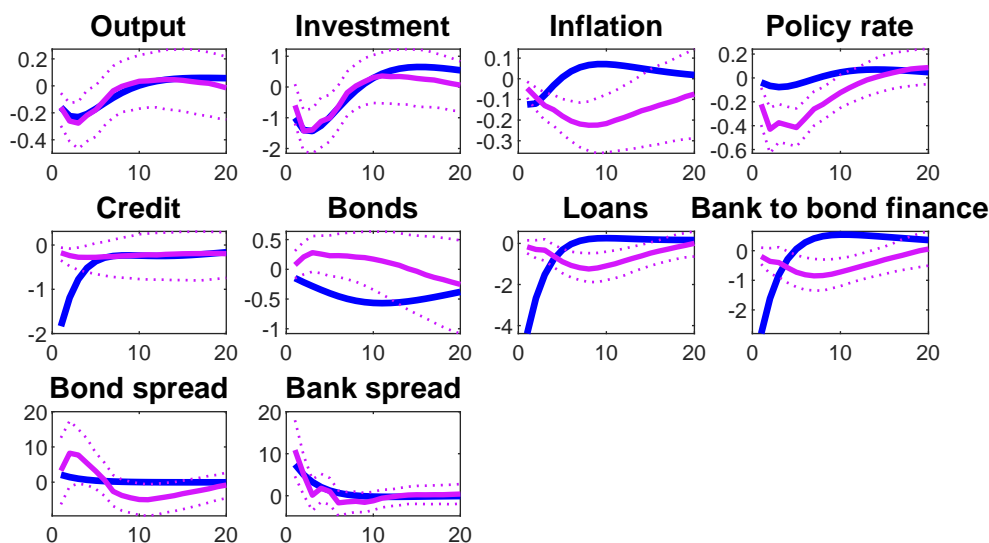 Output Investment Inflation Policy rate
0.2 1 0.1 0.2
0 0 0 0
-0.2 -1 -0.1 -0.2
-0.4 -2 -0.3 -0.4
-0.6
0 10 20 0 10 20 0 10 20 0 10 20
Credit Bonds Loans Bank to bond finance
0 0.5 0 0
-1 0 -2 -1
-2 -0.5 -4 -2
-1
0 10 20 0 10 20 0 10 20 0 10 20
Bond spread Bank spread
20 20
10 10
0 0
0 10 20 0 10 20